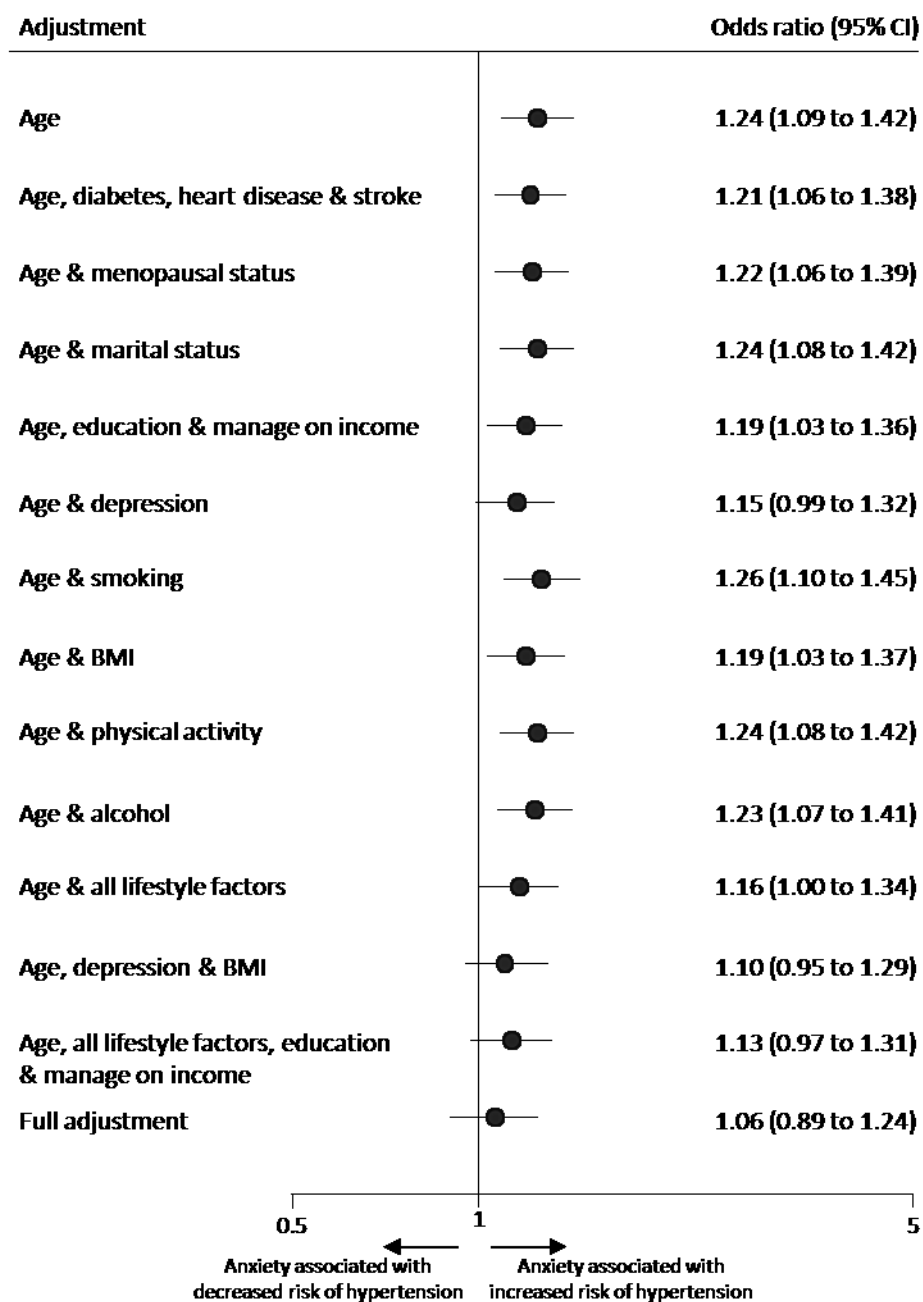 Adjustment Odds ratio (95% CI)
Age 1.24 (1.09 to 1.42)
Age, diabetes, heart disease & stroke 1.21 (1.06 to 1.38)
Age & menopausal status 1.22 (1.06 to 1.39)
Age & marital status 1.24 (1.08 to 1.42)
Age, education & manage on income 1.19 (1.03 to 1.36)
Age & depression 1.15 (0.99 to 1.32)
Age & smoking 1.26 (1.10 to 1.45)
Age & BMI 1.19 (1.03 to 1.37)
Age & physical activity 1.24 (1.08 to 1.42)
Age & alcohol 1.23 (1.07 to 1.41)
Age & all lifestyle factors 1.16 (1.00 to 1.34)
Age, depression & BMI 1.10 (0.95 to 1.29)
Age, all lifestyle factors, education 1.13 (0.97 to 1.31)
& manage on income
Full adjustment 1.06 (0.89 to 1.24)
0.5 1 5
Anxiety associated with Anxiety associated with
decreased risk of hypertension increased risk of hypertension